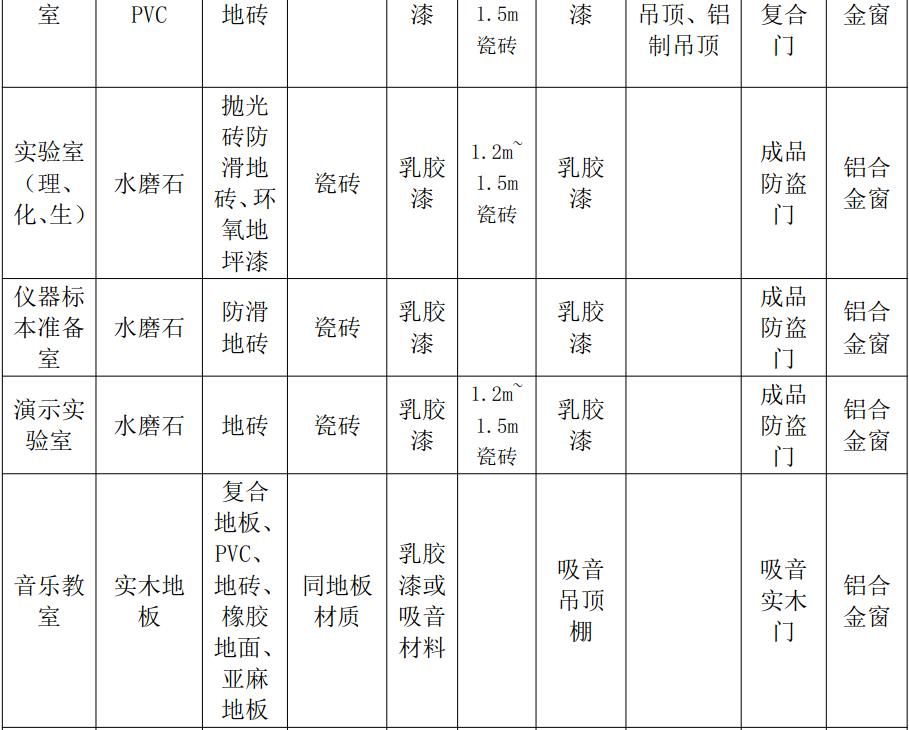 室
PVC
地砖
漆
1.5m
瓷砖
漆
吊顶、铝
制吊顶
复合
门
金窗
实验室
（理、
化、生）
水磨石
抛光
砖防
滑地
砖、环
氧地
坪漆
瓷砖
乳胶
漆
1.2m~
1.5m
瓷砖
乳胶
漆
成品
防盗
门
铝合
金窗
仪器标
本准备
室
水磨石
防滑
地砖
瓷砖
乳胶
漆
乳胶
漆
成品
防盗
门
铝合
金窗
演示实
验室
水磨石
地砖
瓷砖
乳胶
漆
1.2m~
1.5m
瓷砖
乳胶
漆
成品
防盗
门
铝合
金窗
音乐教
室
实木地
板
复合
地板、
PVC、
地砖、
橡胶
地面、
亚麻
地板
同地板
材质
乳胶
漆或
吸音
材料
吸音
吊顶
棚
吸音
实木
门
铝合
金窗